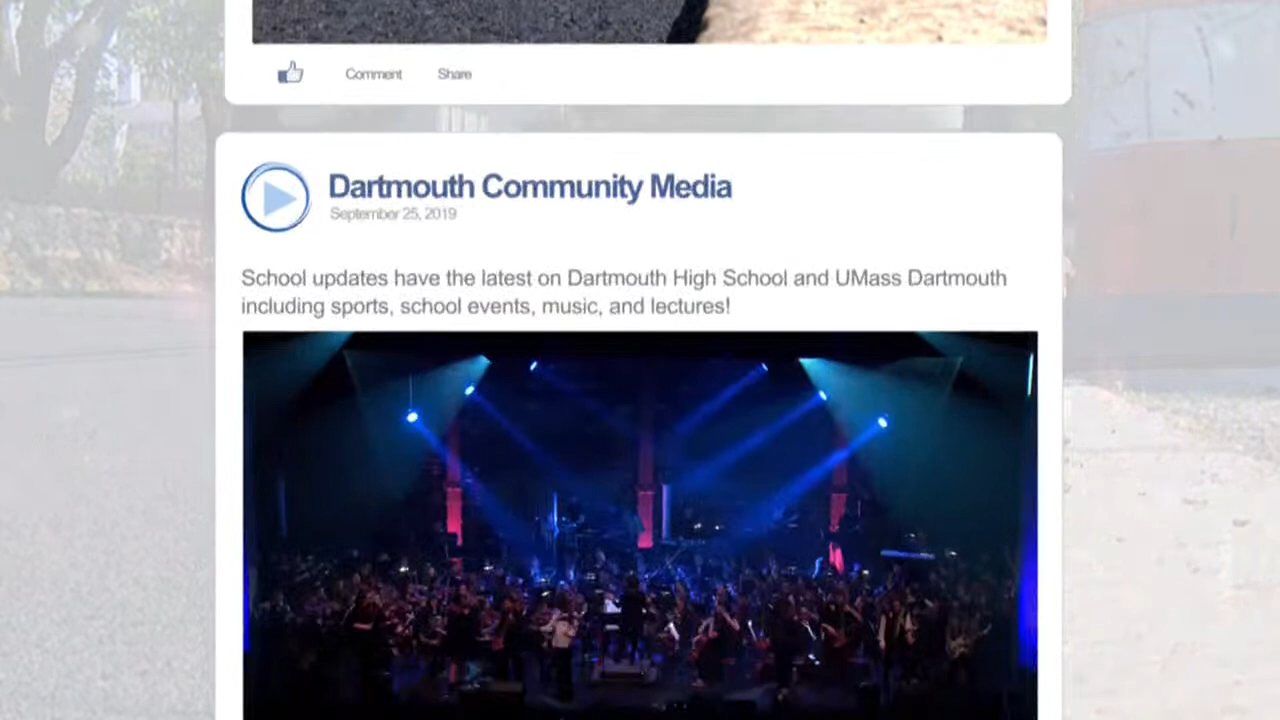 Comment Share
Dartmouth Community Media
September 25, 2019
School updates have the latest on Dartmouth High School and UMass Dartmouth
including sports, school events, music, and lectures!